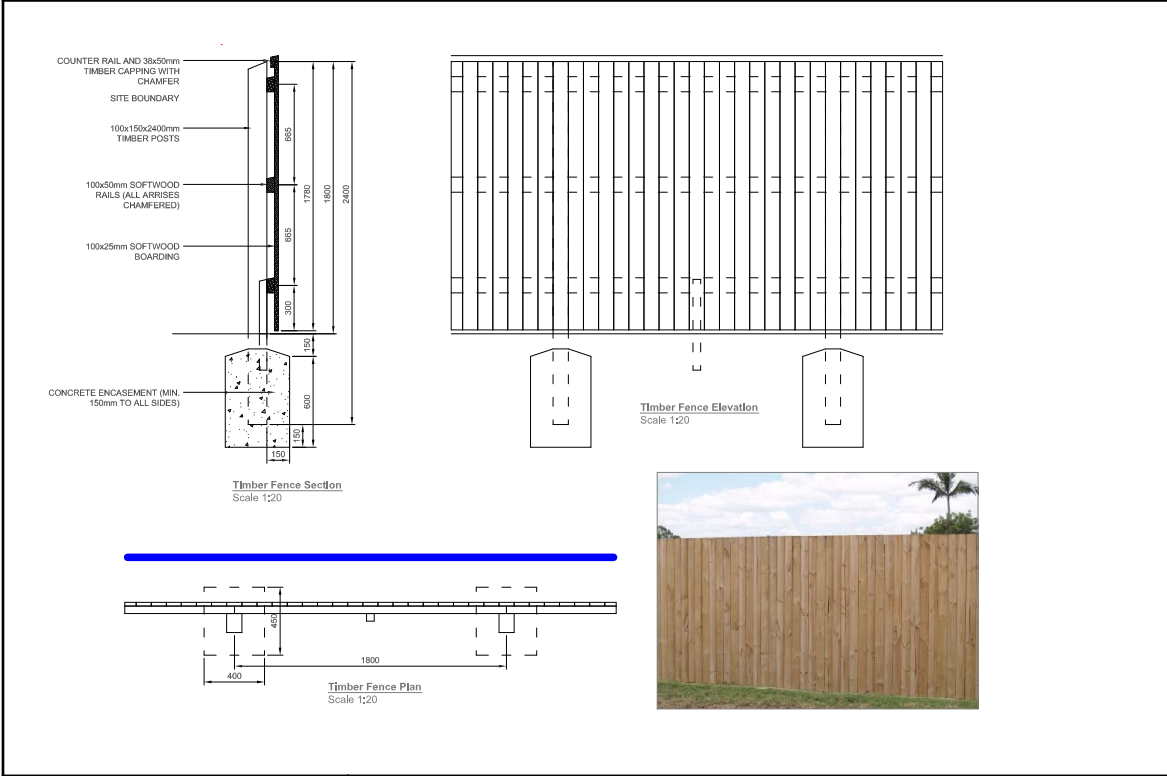 COUNTER RAIL AND 38x50mm
TIMBER CAPPING WITH
CHAMFER
SITE BOUNDARY
100x150x2400mm
TIMBER POSTS
100x50mm SOFTWOOD
RAILS (ALL ARRISES
CHAMFERED)
100x25mm SOFTWOOD
BOARDING
CONCRETE ENCASEMENT (MIN.
150mm TO ALL SIDES)
665
665
300
1780
1800
2400
150
600
150
150
Timber Fence Section
Scale 1:20
Timber Fence Elevation
Scale 1:20
450
1800
400
Timber Fence Plan
Scale 1:20